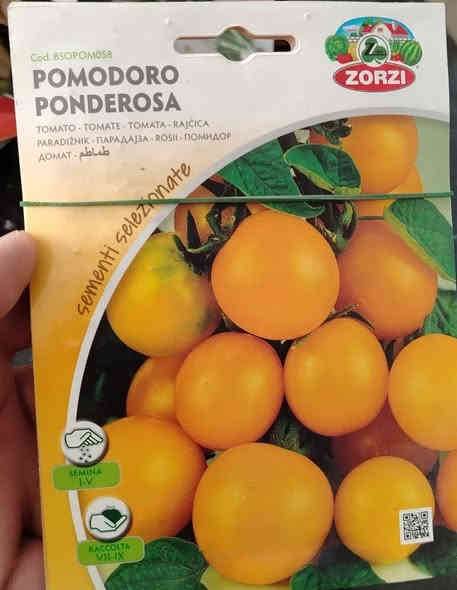 Cod. BSOPOM058
POMODORO
PONDEROSA
TOMATO - TOMATE - TOMATA - RAJČICA
PARADIŽNIK - ПАРАДАЈЗА - ROSII - ПОМИДОР
ДОМАТ - طماطم
sementi selezionate
Z
ZORZI
SEMINA
I-V
RACCOLTA
VII-IX